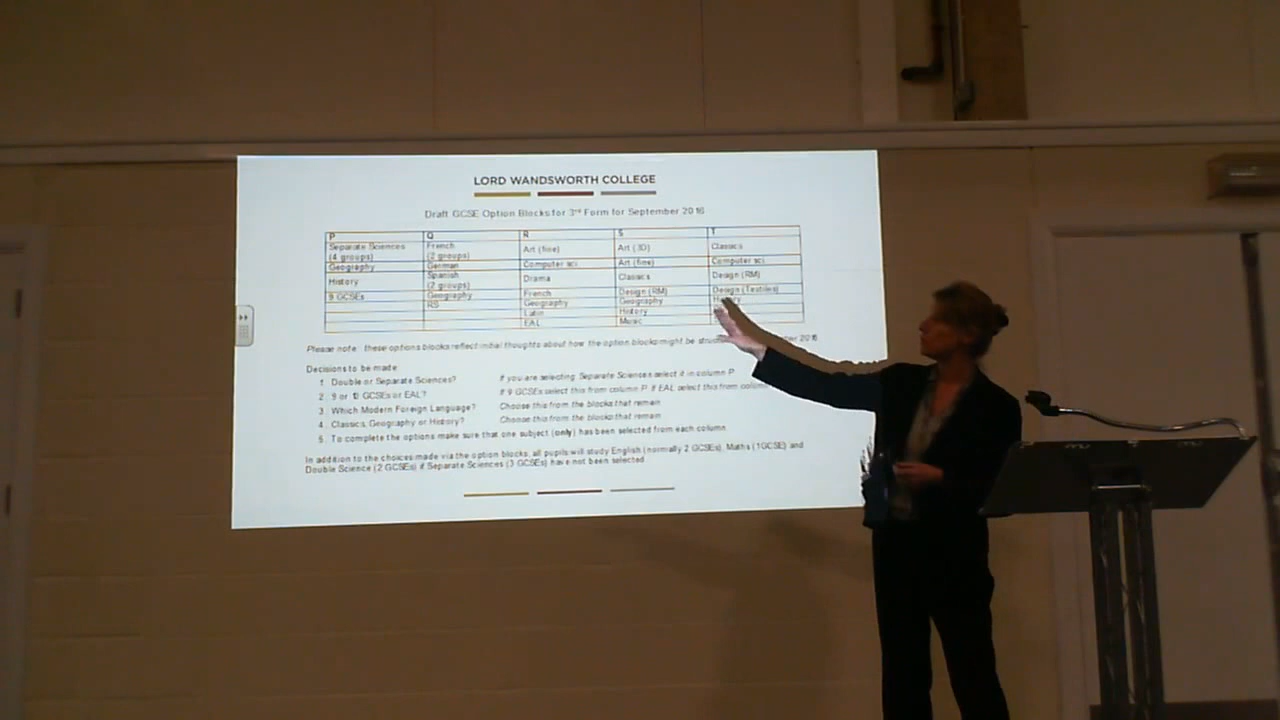 LORD WANDSWORTH COLLEGE
Draft GCSE Option Blocks for 3rd Form for September 2016
P Q R S T
Separate Sciences (4 groups) French (2 groups) Art (fine) Art (3D) Classics
Geography German Computer sci Art (fine) Computer sci
History Spanish (2 groups) Drama Classics Design (RM)
9 GCSEs Geography French Design (RM) Design (Textiles)
RS Geography Geography
Latin History
EAL Music
Please note: these options blocks reflect initial thoughts about how the option blocks might be 2016
Decisions to be made
1. Double or Separate Sciences? If you are selecting Separate Sciences select it in column P
2. 9 or 10 GCSEs or EAL? If 9 GCSEs select this from column P. If EAL select this from
3. Which Modern Foreign Language? Choose this from the blocks that remain
4. Classics, Geography or History? Choose this from the blocks that remain
5. To complete the options make sure that one subject (only) has been selected from each column
In addition to the choices made via the option blocks, all pupils will study English (normally 2 GCSEs), Maths (1GCSE) and
Double Science (2 GCSEs) if Separate Sciences (3 GCSEs) have not been selected